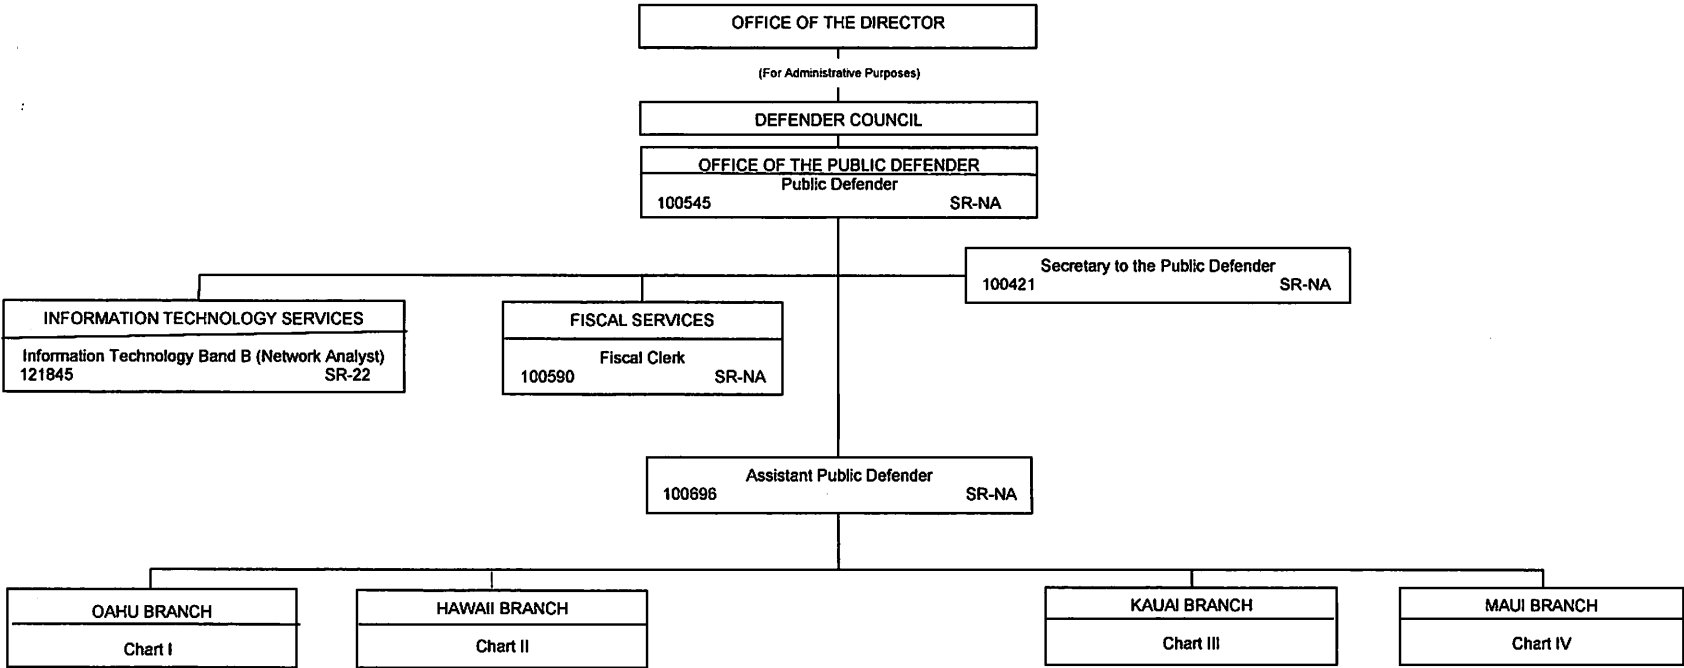 OFFICE OF THE DIRECTOR
(For Administrative Purposes)
DEFENDER COUNCIL
OFFICE OF THE PUBLIC DEFENDER
Public Defender
100545 SR-NA
Secretary to the Public Defender
100421 SR-NA
INFORMATION TECHNOLOGY SERVICES
Information Technology Band B (Network Analyst)
121845 SR-22
FISCAL SERVICES
Fiscal Clerk
100590 SR-NA
Assistant Public Defender
100696 SR-NA
OAHU BRANCH
Chart I
HAWAII BRANCH
Chart II
KAUAI BRANCH
Chart III
MAUI BRANCH
Chart IV